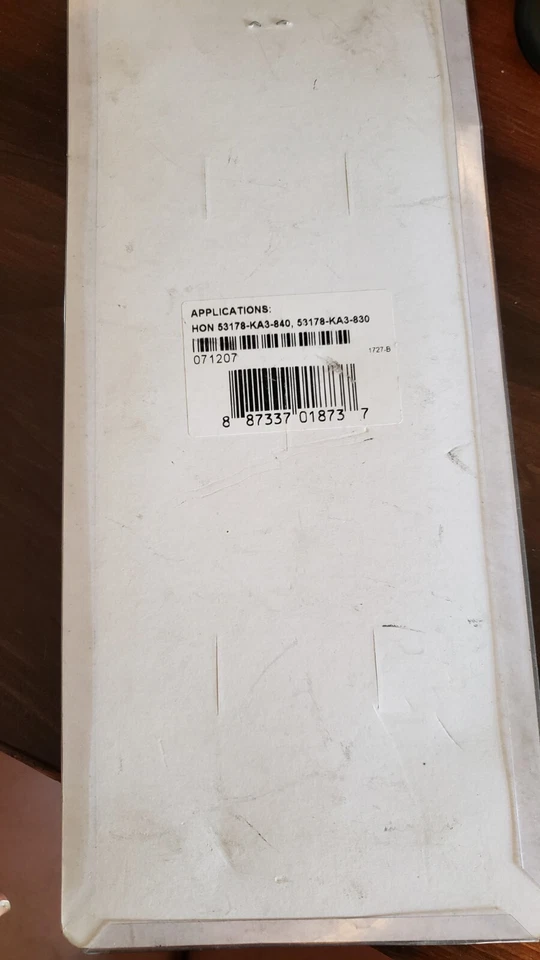 APPLICATIONS:
HON 53178-KA3-840, 53178-KA3-830
071207
1727-B
8 87337 01873 7